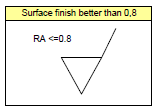 Surface finish better than 0,8
RA <=0.8